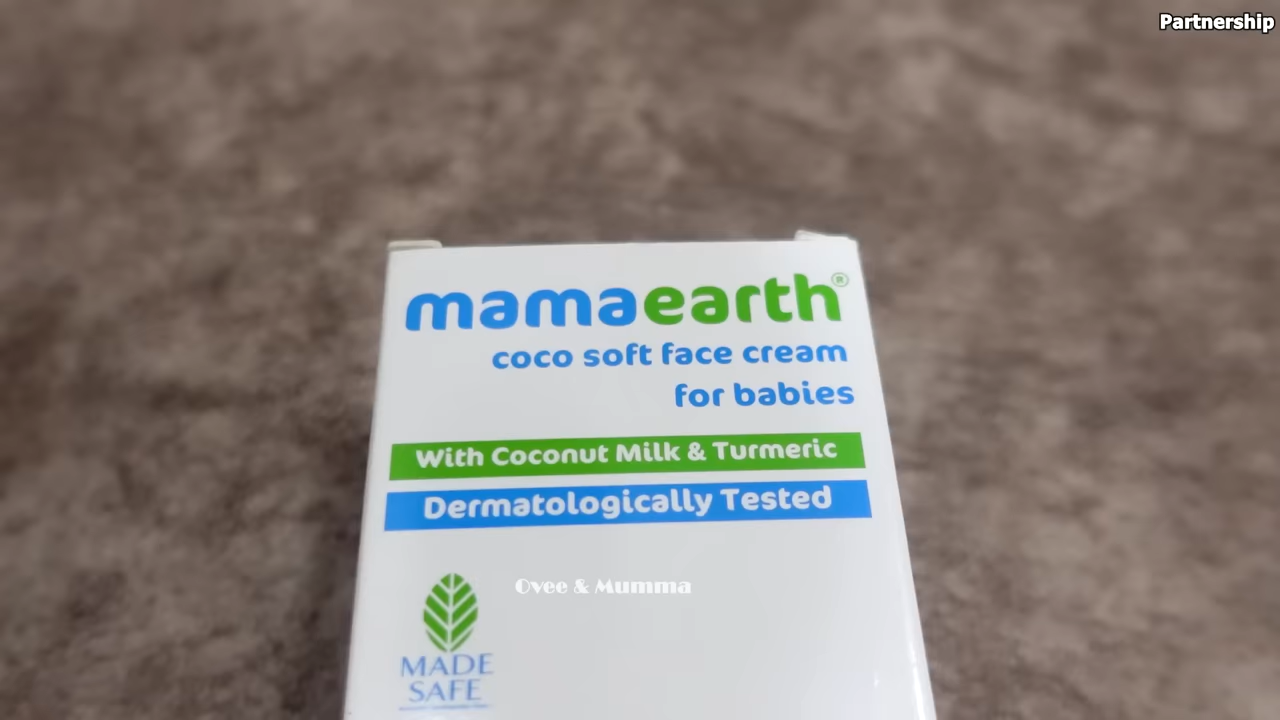 Partnership
mamaearth®
coco soft face cream
for babies
With Coconut Milk & Turmeric
Dermatologically Tested
Ovee & Mumma
MADE
SAFE